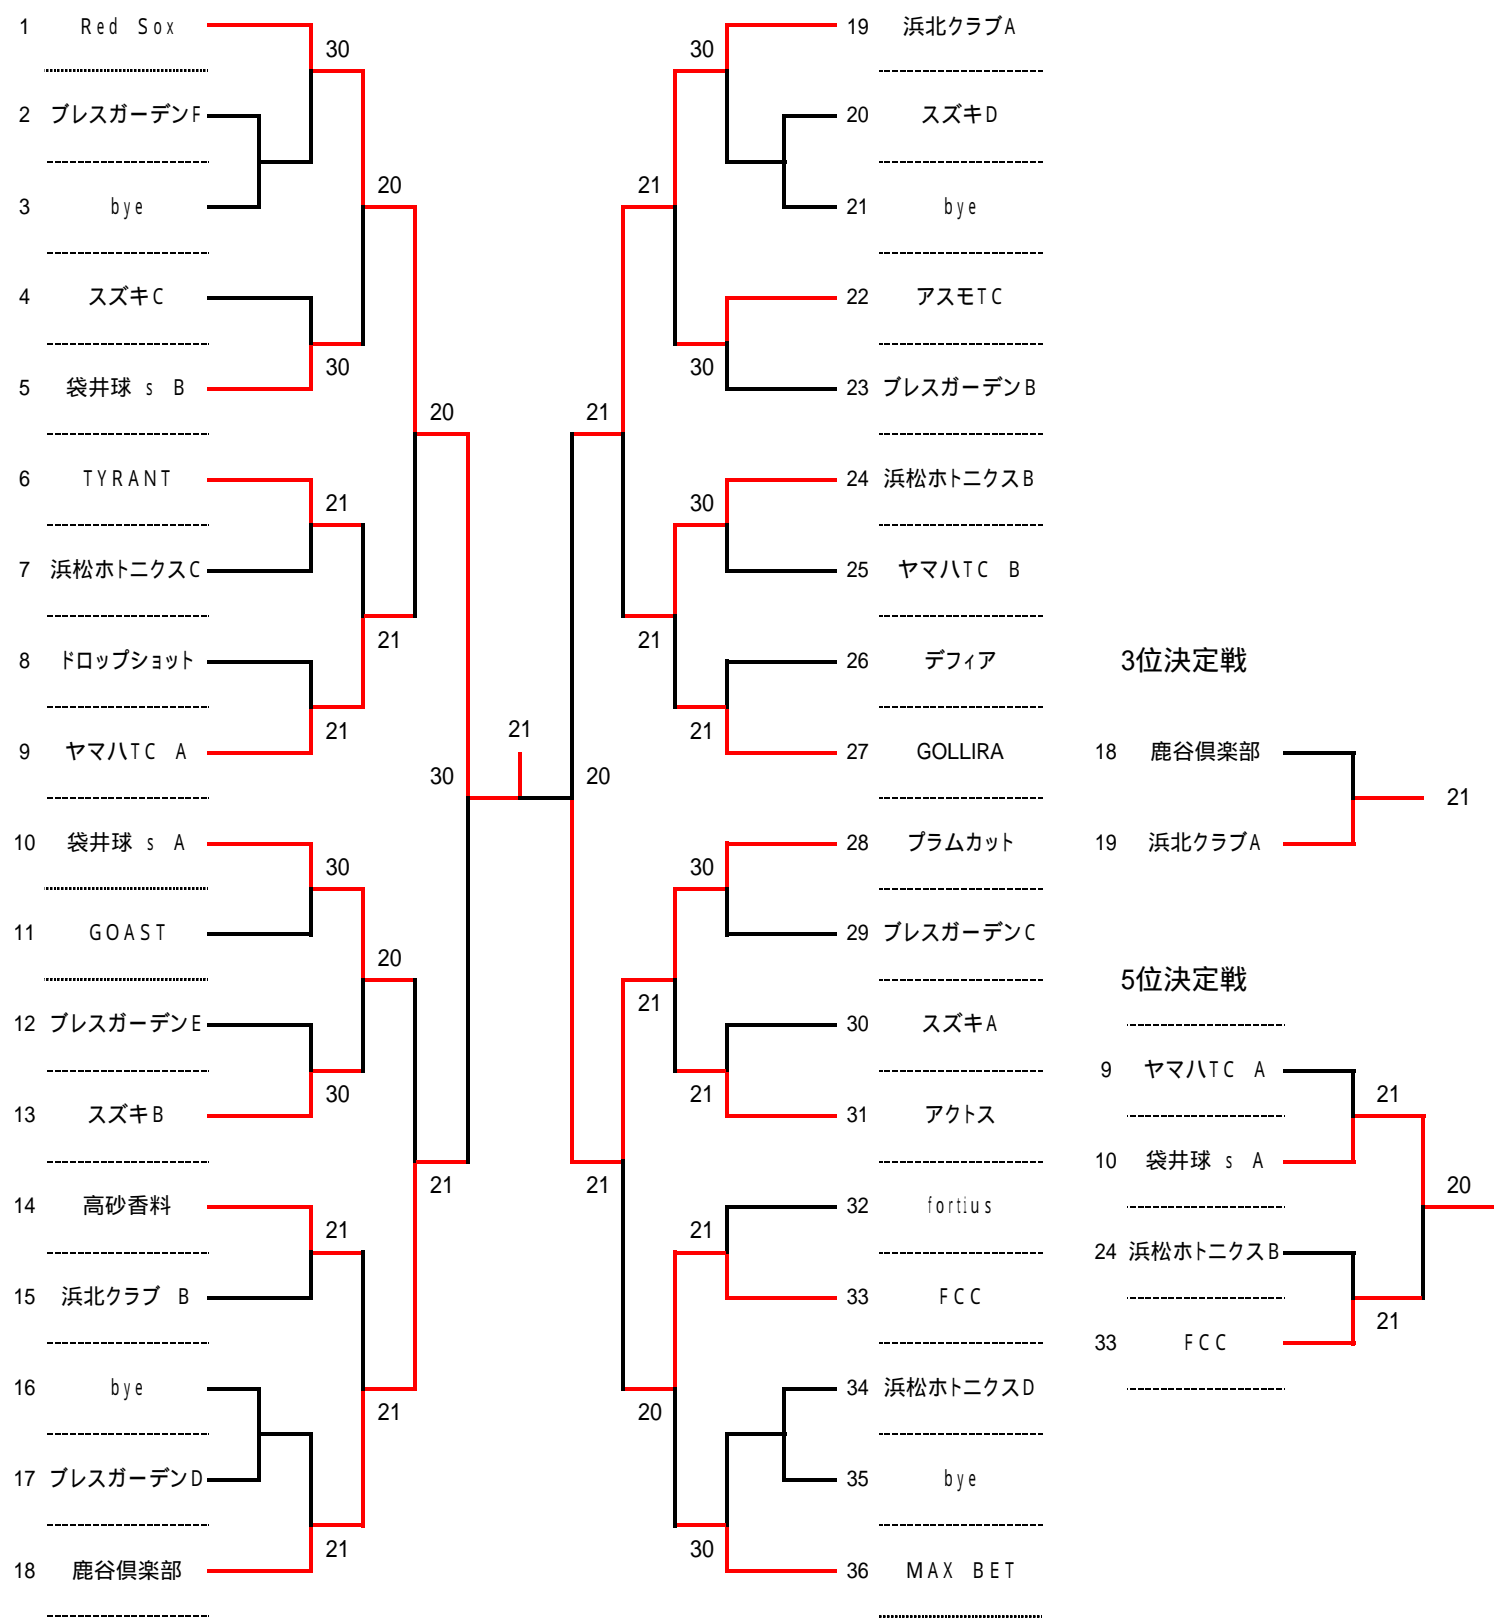 1 Red Sox
30
2 ブレスガーデンF
20
3 bye
4 スズキC
30
5 袋井球 s B
20
6 TYRANT
21
7 浜松ホトニクスC
21
8 ドロップショット
21
9 ヤマハTC A
30
21
10 袋井球 s A
30
11 GOAST
20
12 ブレスガーデンE
30
13 スズキB
21
14 高砂香料
21
15 浜北クラブ B
16 bye
21
17 ブレスガーデンD
21
18 鹿谷倶楽部
19 浜北クラブA
30
20 スズキD
21
21 bye
22 アスモTC
30
23 ブレスガーデンB
21
24 浜松ホトニクスB
30
25 ヤマハTC B
21
26 デフィア
21
27 GOLLIRA
20
28 プラムカット
30
29 ブレスガーデンC
21
30 スズキA
21
31 アクトス
21
32 fortius
21
33 FCC
34 浜松ホトニクスD
20
35 bye
30
36 MAX BET
3位決定戦
18 鹿谷倶楽部
21
19 浜北クラブA
5位決定戦
9 ヤマハTC A
21
10 袋井球 s A
20
24 浜松ホトニクスB
21
33 FCC